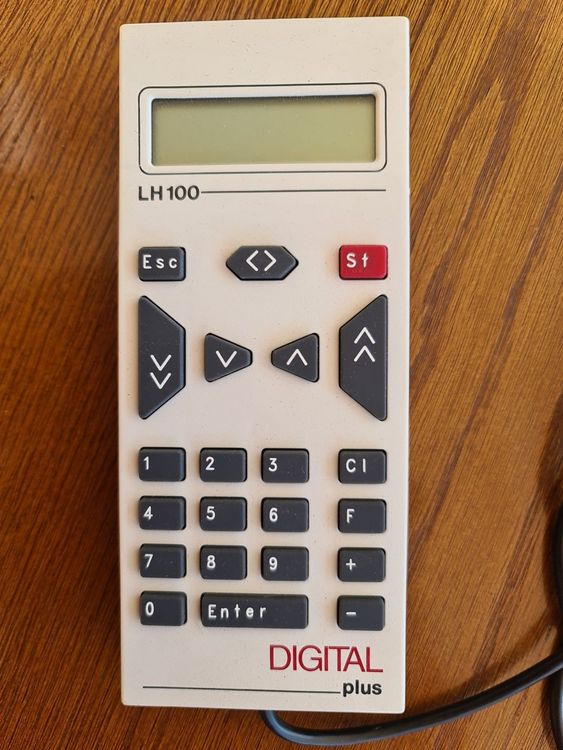 LH100
Esc <> St
1 2 3 Cl
4 5 6 F
7 8 9 +
0 Enter -
DIGITAL
plus